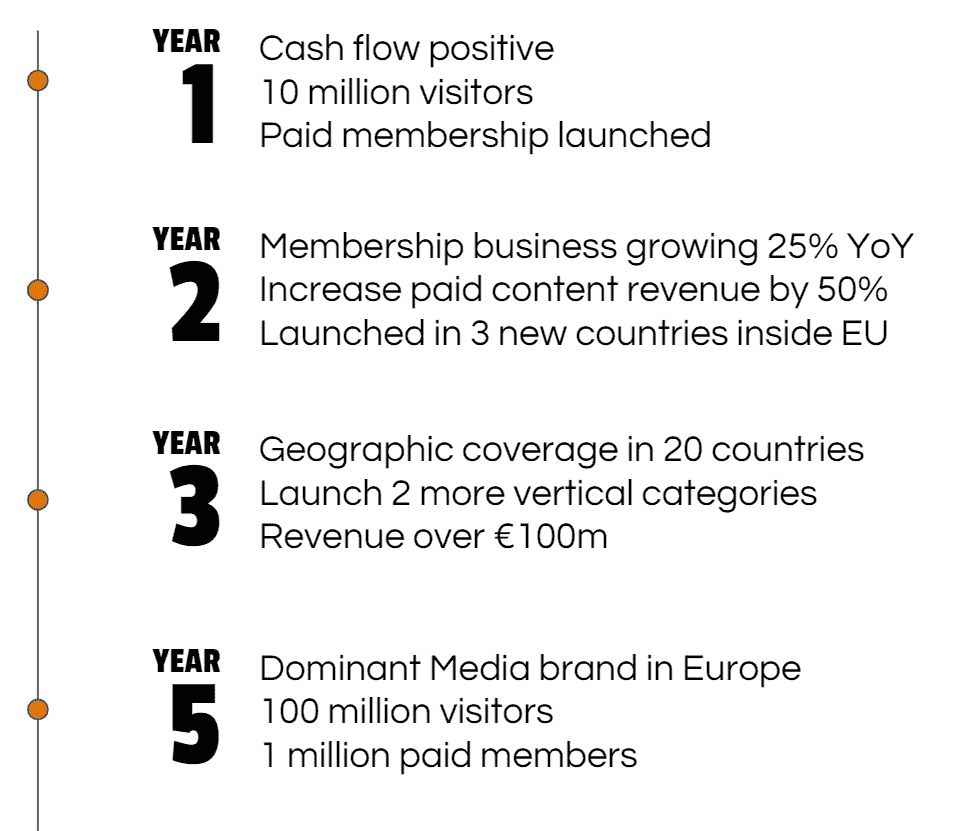 YEAR
1
Cash flow positive
10 million visitors
Paid membership launched
YEAR
2
Membership business growing 25% YoY
Increase paid content revenue by 50%
Launched in 3 new countries inside EU
YEAR
3
Geographic coverage in 20 countries
Launch 2 more vertical categories
Revenue over €100m
YEAR
5
Dominant Media brand in Europe
100 million visitors
1 million paid members